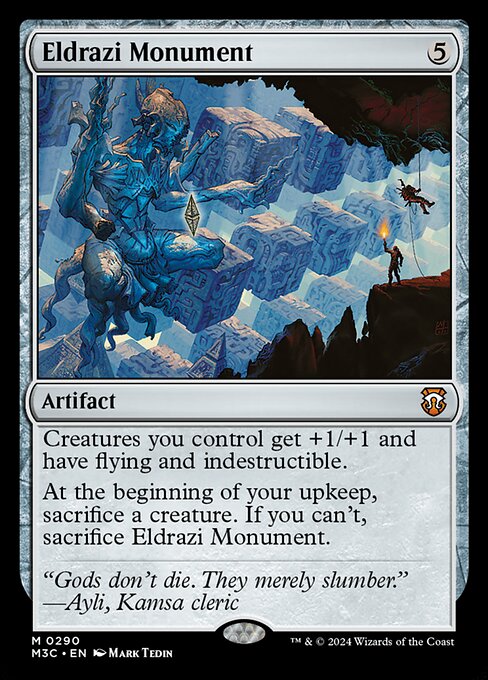 Eldrazi Monument 5
Artifact
Creatures you control get +1/+1 and
have flying and indestructible.
At the beginning of your upkeep,
sacrifice a creature. If you can't,
sacrifice Eldrazi Monument.
“Gods don't die. They merely slumber.”
—Ayli, Kamsa cleric
M 0290
M3C • EN Mark Tedin
™ & © 2024 Wizards of the Coast